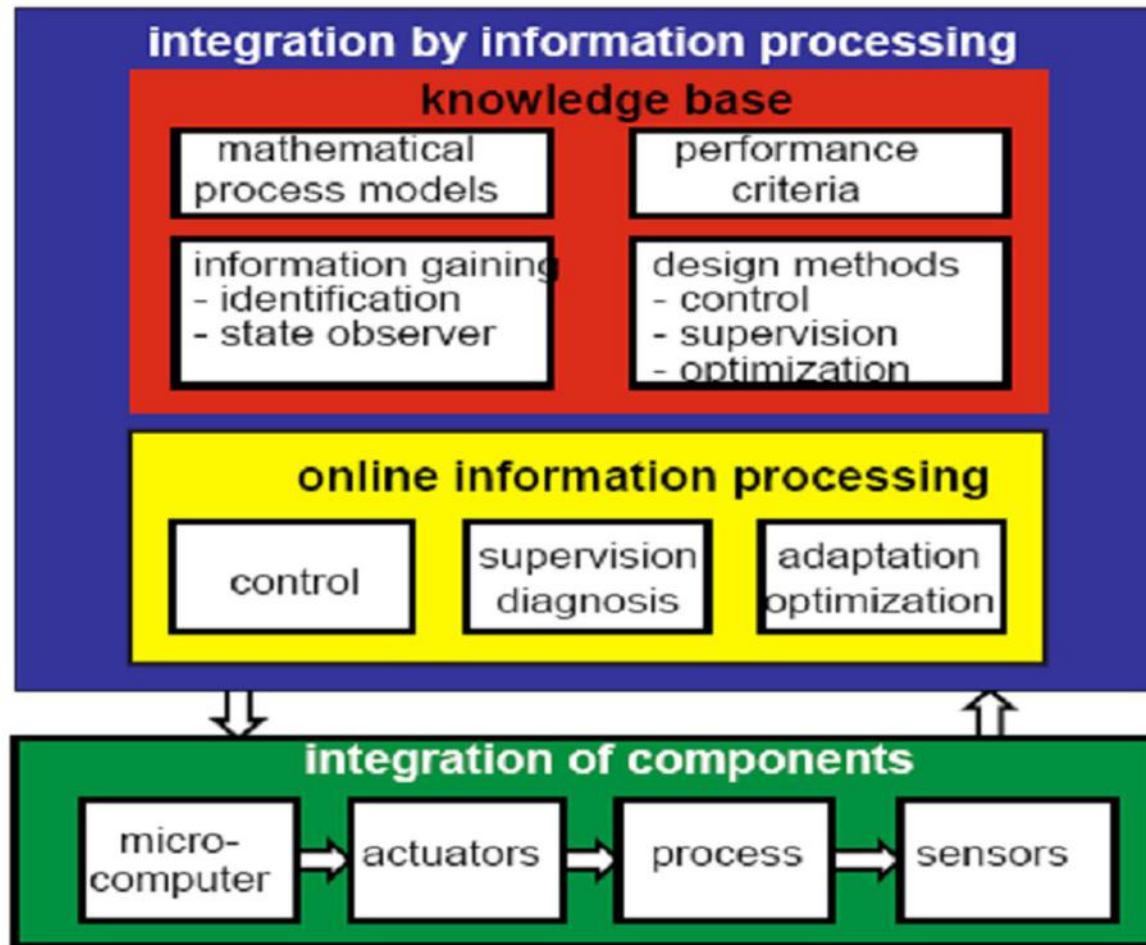 integration by information processing
knowledge base
mathematical
process models
performance
criteria
information gaining
- identification
- state observer
design methods
- control
- supervision
- optimization
online information processing
control
supervision
diagnosis
adaptation
optimization
integration of components
micro-
computer
actuators
process
sensors